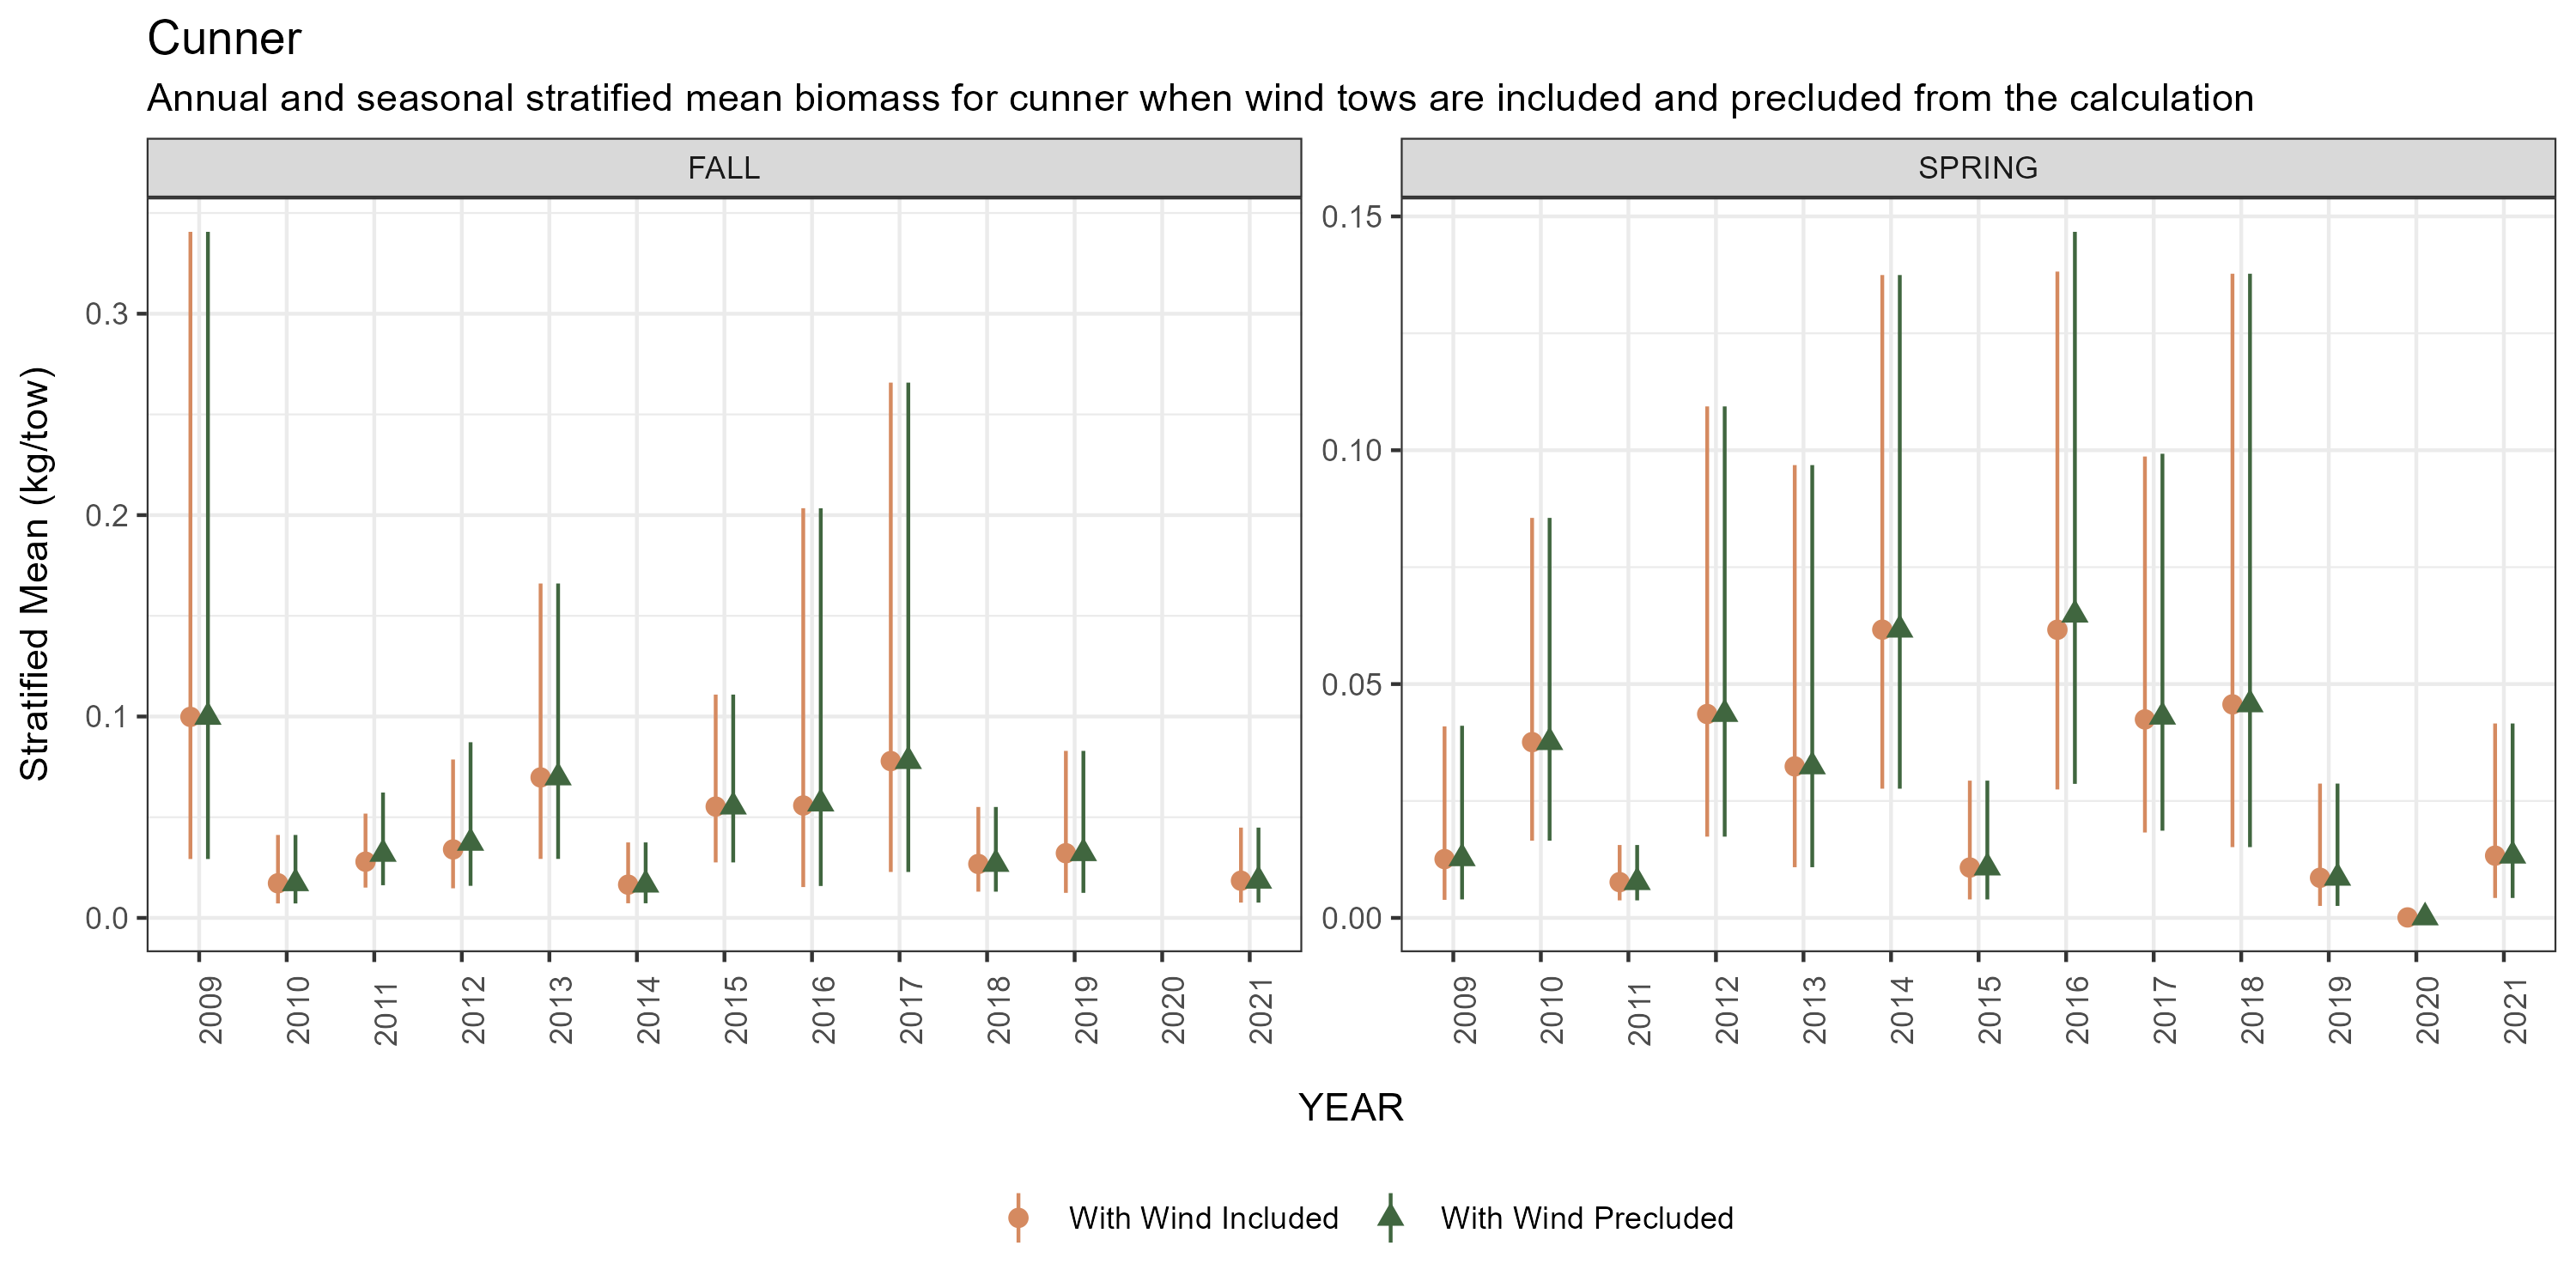 Cunner
Annual and seasonal stratified mean biomass for cunner when wind tows are included and precluded from the calculation
FALL
SPRING
Stratified Mean (kg/tow)
0.3
0.2
0.1
0.0
0.15
0.10
0.05
0.00
2009 2010 2011 2012 2013 2014 2015 2016 2017 2018 2019 2020 2021
2009 2010 2011 2012 2013 2014 2015 2016 2017 2018 2019 2020 2021
YEAR
With Wind Included With Wind Precluded